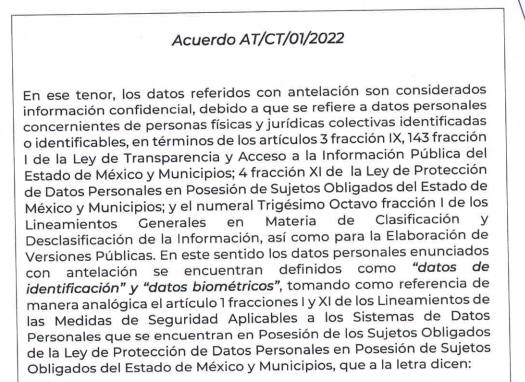 Acuerdo AT/CT/01/2022
En ese tenor, los datos referidos con antelación son considerados
información confidencial, debido a que se refiere a datos personales
concernientes de personas físicas y jurídicas colectivas identificadas
o identificables, en términos de los artículos 3 fracción IX, 143 fracción
I de la Ley de Transparencia y Acceso a la Información Pública del
Estado de México y Municipios; 4 fracción XI de la Ley de Protección
de Datos Personales en Posesión de Sujetos Obligados del Estado de
México y Municipios; y el numeral Trigésimo Octavo fracción I de los
Lineamientos Generales en Materia de Clasificación y
Desclasificación de la Información, así como para la Elaboración de
Versiones Públicas. En este sentido los datos personales enunciados
con antelación se encuentran definidos como "datos de
identificación" y "datos biométricos", tomando como referencia de
manera analógica el artículo 1 fracciones I y XI de los Lineamientos de
las Medidas de Seguridad Aplicables a los Sistemas de Datos
Personales que se encuentran en Posesión de los Sujetos Obligados
de la Ley de Protección de Datos Personales en Posesión de Sujetos
Obligados del Estado de México y Municipios, que a la letra dicen: